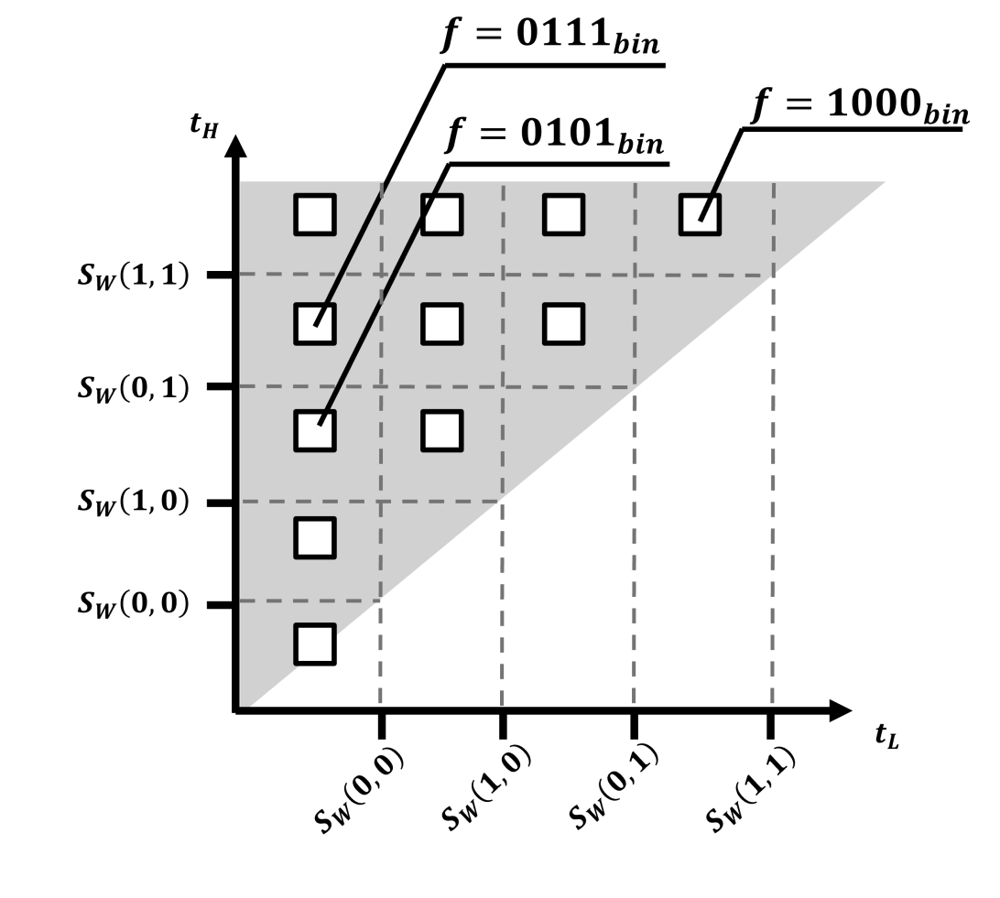 f = 0111bin
f = 1000bin
tH
f = 0101bin
SW(1, 1)
SW(0, 1)
SW(1, 0)
SW(0, 0)
tL
SW(0, 0)
SW(1, 0)
SW(0, 1)
SW(1, 1)